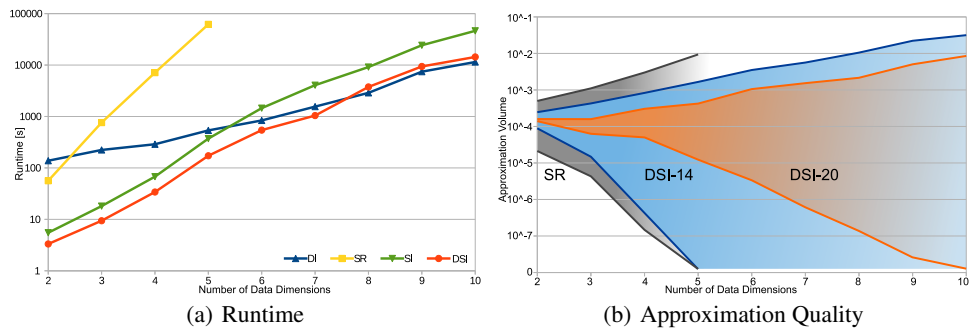 100000
10000
1000
100
10
1
Runtime [s]
2 3 4 5 6 7 8 9 10
Number of Data Dimensions
DI SR SI DSI
(a) Runtime
10^-1
10^-2
10^-3
10^-4
10^-5
10^-6
10^-7
0
Approximation Volume
SR DSI-14 DSI-20
2 3 4 5 6 7 8 9 10
Number of Data Dimensions
(b) Approximation Quality